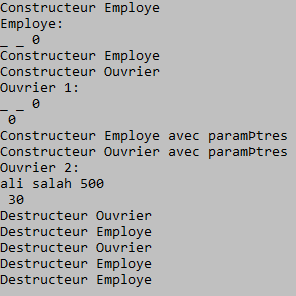 Constructeur Employe
Employe:
_ _ 0
Constructeur Employe
Constructeur Ouvrier
Ouvrier 1:
_ _ 0
 0
Constructeur Employe avec paramÞtres
Constructeur Ouvrier avec paramÞtres
Ouvrier 2:
ali salah 500
 30
Destructeur Ouvrier
Destructeur Employe
Destructeur Ouvrier
Destructeur Employe
Destructeur Employe